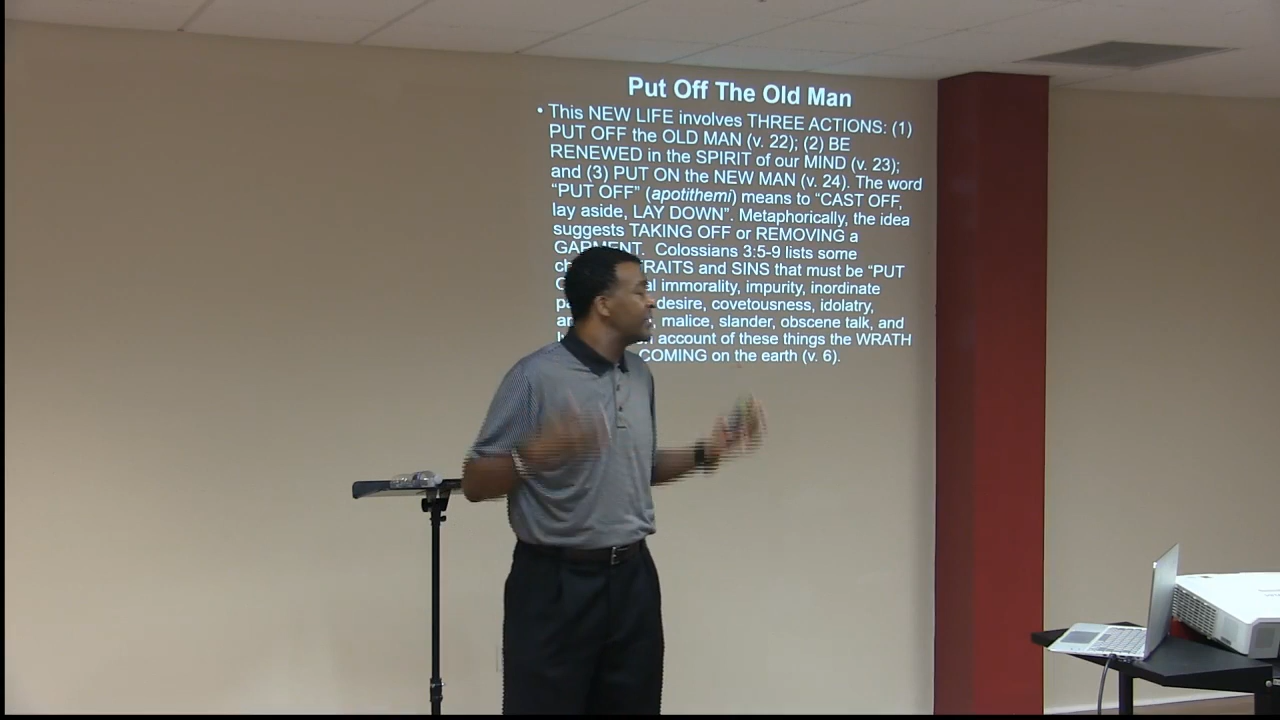 Put Off The Old Man
• This NEW LIFE involves THREE ACTIONS: (1)
PUT OFF the OLD MAN (v. 22); (2) BE
RENEWED in the SPIRIT of our MIND (v. 23);
and (3) PUT ON the NEW MAN (v. 24). The word
"PUT OFF" (apotithemi) means to "CAST OFF,
lay aside, LAY DOWN". Metaphorically, the idea
suggests TAKING OFF or REMOVING a
GARMENT. Colossians 3:5-9 lists some
and SINS that must be "PUT
immorality, impurity, inordinate
desire, covetousness, idolatry,
malice, slander, obscene talk, and
account of these things the WRATH
COMING on the earth (v. 6).